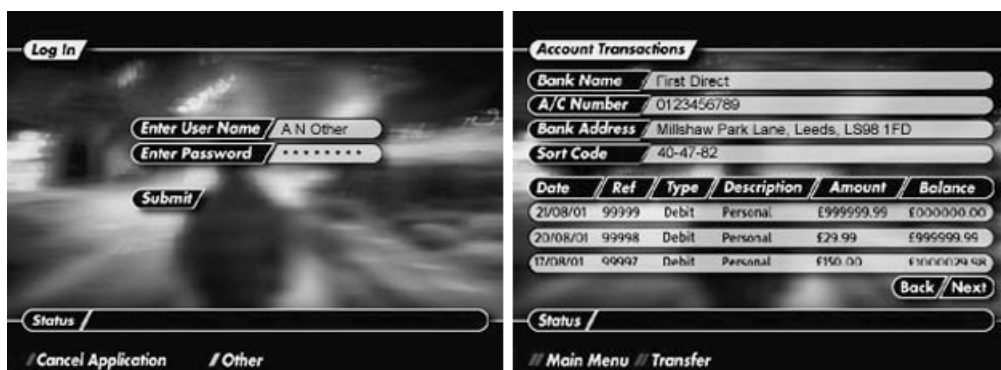 Log In
Enter User Name A N Other
Enter Password ********
Submit
Status
Cancel Application Other
Account Transactions
Bank Name First Direct
A/C Number 0123456789
Bank Address Millshaw Park Lane, Leeds, LS98 1FD
Sort Code 40-47-82
Date Ref Type Description Amount Balance
21/08/01 99999 Debit Personal £999999.99 £000000.00
20/08/01 99998 Debit Personal £29.99 £999999.99
17/08/01 99997 Debit Personal £150.00 £1000029.98
Back Next
Status
Main Menu Transfer